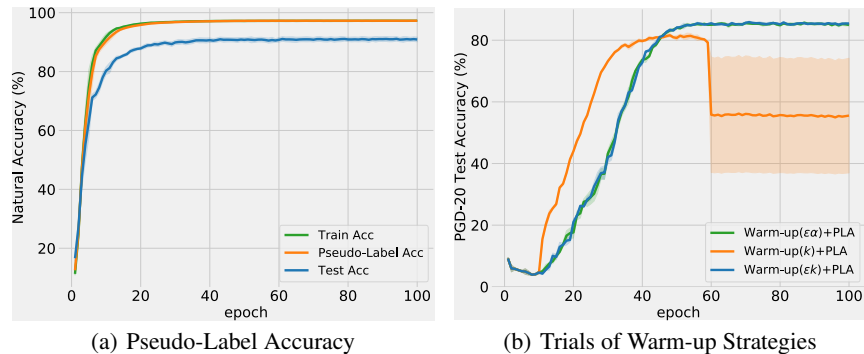 100
80
60
40
20
Natural Accuracy (%)
0 20 40 60 80 100
epoch
Train Acc
Pseudo-Label Acc
Test Acc
(a) Pseudo-Label Accuracy
80
60
40
20
0
PGD-20 Test Accuracy (%)
0 20 40 60 80 100
epoch
Warm-up(εα)+PLA
Warm-up(k)+PLA
Warm-up(εk)+PLA
(b) Trials of Warm-up Strategies